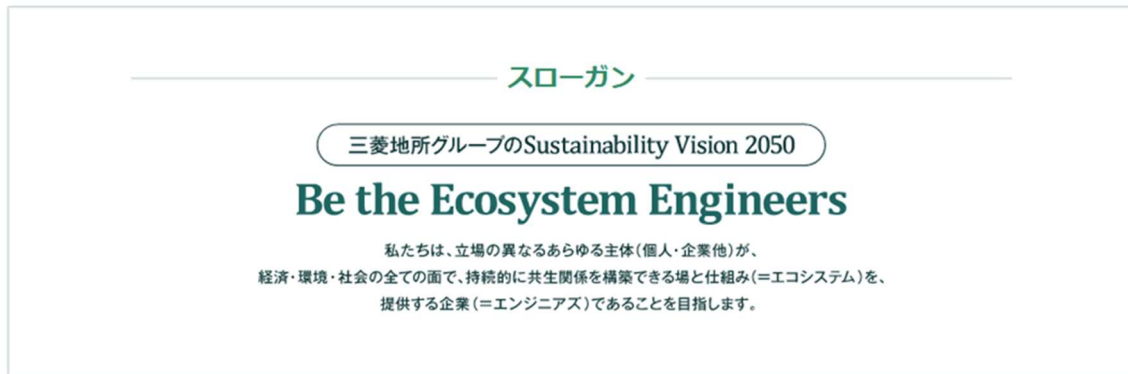 スローガン
三菱地所グループのSustainability Vision 2050
Be the Ecosystem Engineers
私たちは、立場の異なるあらゆる主体(個人・企業他)が、
経済・環境・社会の全ての面で、持続的に共生関係を構築できる場と仕組み(=エコシステム)を、
提供する企業(=エンジニアズ)であることを目指します。